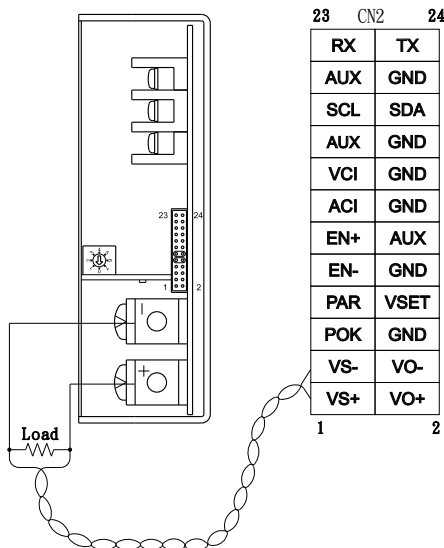 23 CN2 24
RX TX
AUX GND
SCL SDA
AUX GND
VCI GND
ACI GND
EN+ AUX
EN- GND
PAR VSET
POK GND
VS- VO-
VS+ VO+
1 2
23 24
1 2
-
+
Load